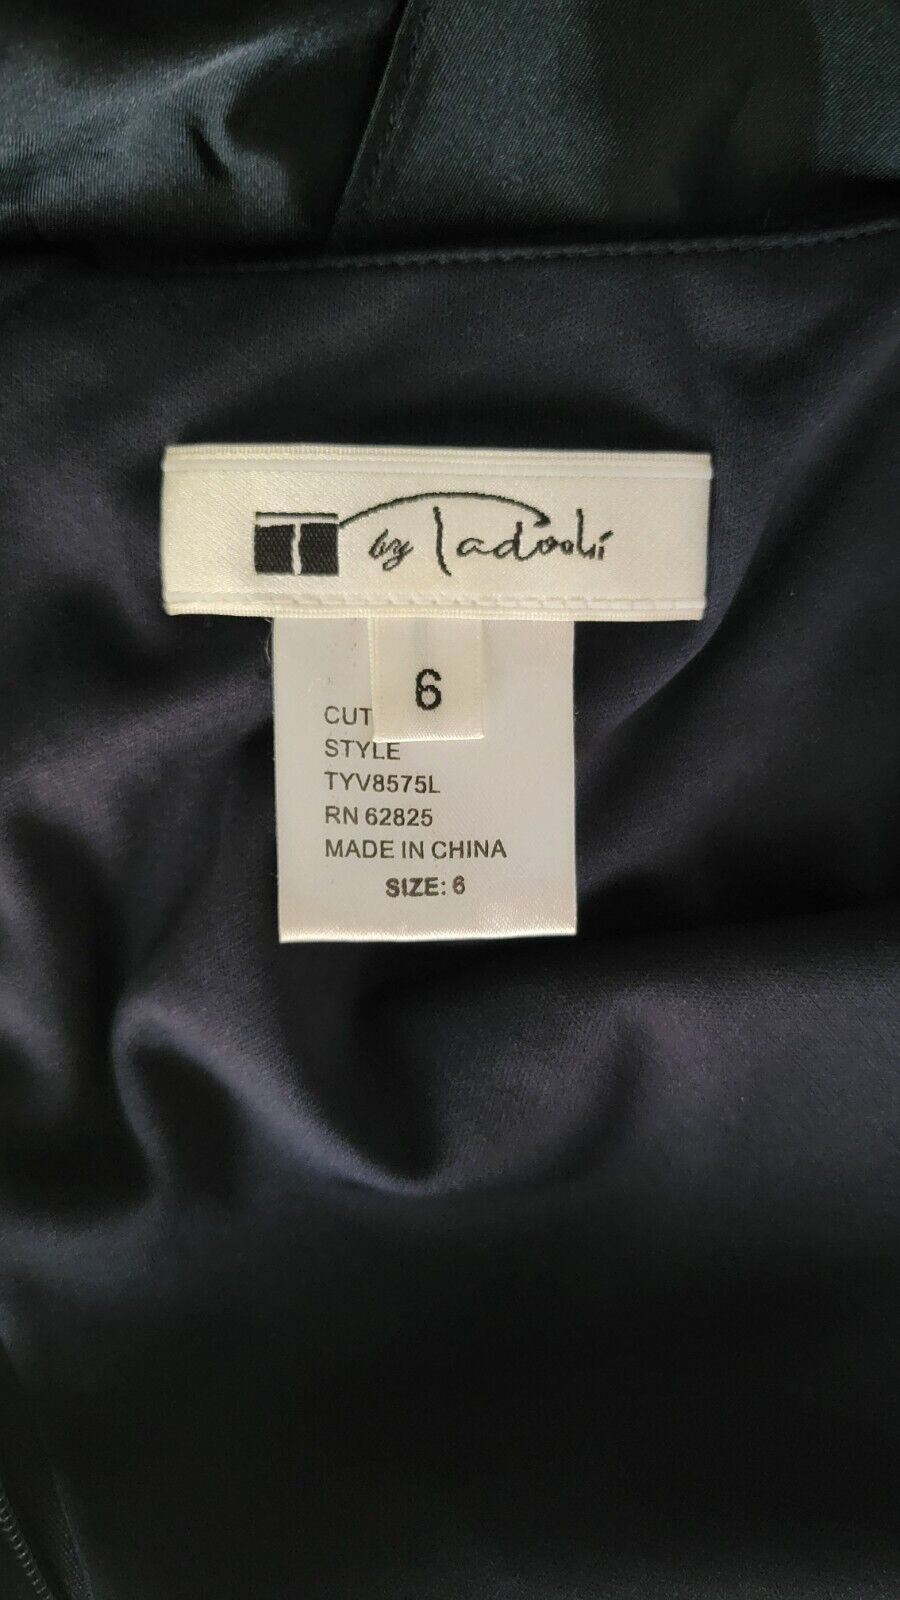 T by Tadashi
6
CUT
STYLE
TYV8575L
RN 62825
MADE IN CHINA
SIZE: 6